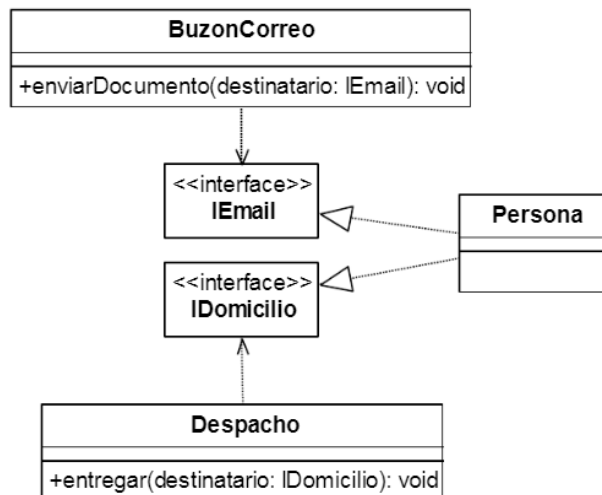 BuzonCorreo
+enviarDocumento(destinatario: IEmail): void
<<interface>>
IEmail
Persona
<<interface>>
IDomicilio
Despacho
+entregar(destinatario: IDomicilio): void